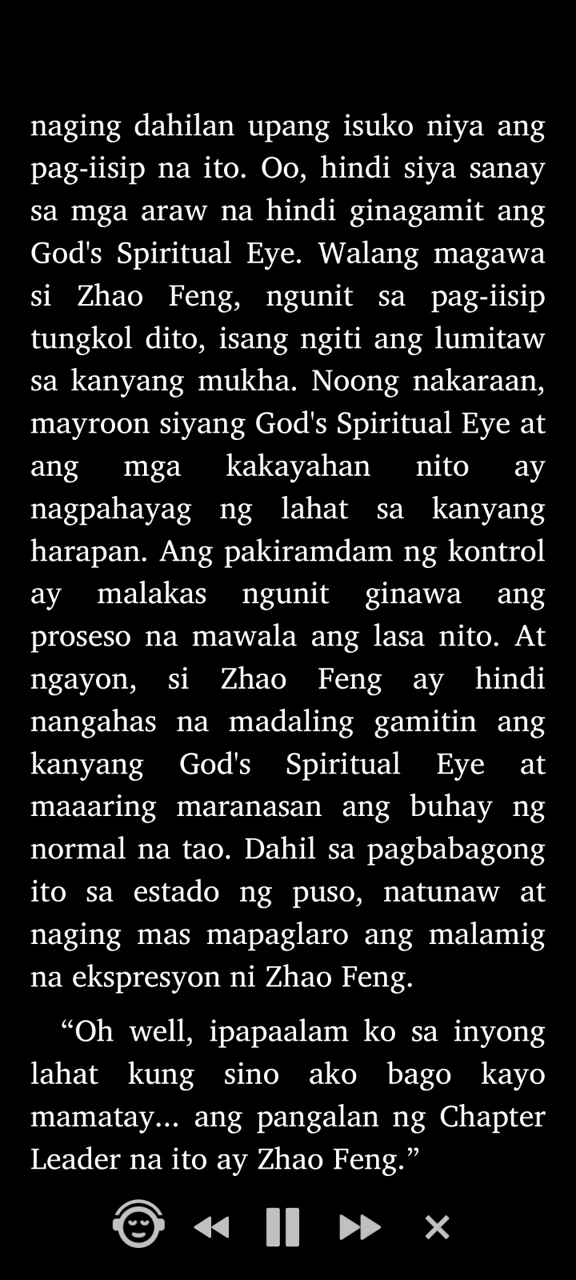 naging dahilan upang isuko niya ang
pag-iisip na ito. Oo, hindi siya sanay
sa mga araw na hindi ginagamit ang
God's Spiritual Eye. Walang magawa
si Zhao Feng, ngunit sa pag-iisip
tungkol dito, isang ngiti ang lumitaw
sa kanyang mukha. Noong nakaraan,
mayroon siyang God's Spiritual Eye at
ang mga kakayahan nito ay
nagpahayag ng lahat sa kanyang
harapan. Ang pakiramdam ng kontrol
ay malakas ngunit ginawa ang
proseso na mawala ang lasa nito. At
ngayon, si Zhao Feng ay hindi
nangahas na madaling gamitin ang
kanyang God's Spiritual Eye at
maaaring maranasan ang buhay ng
normal na tao. Dahil sa pagbabagong
ito sa estado ng puso, natunaw at
naging mas mapaglaro ang malamig
na ekspresyon ni Zhao Feng.
“Oh well, ipapaalam ko sa inyong
lahat kung sino ako bago kayo
mamatay... ang pangalan ng Chapter
Leader na ito ay Zhao Feng.”